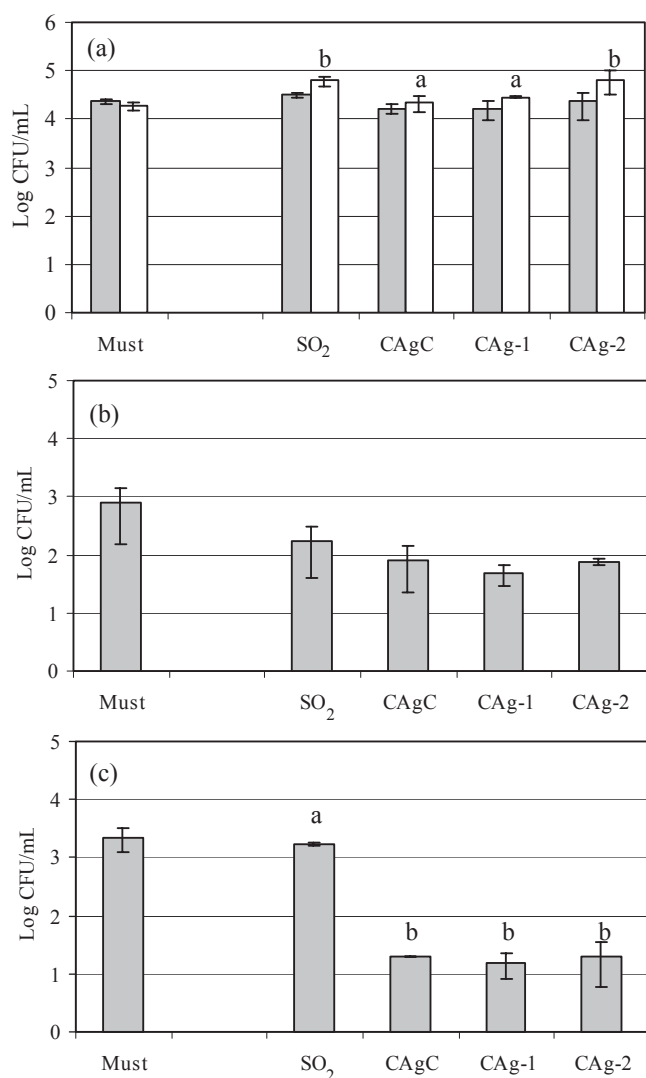 6
(a)
b
a
a
b
5
4
3
2
1
0
Log CFU/mL
Must
SO₂
CAgC
CAg-1
CAg-2
5
(b)
4
3
2
1
0
Log CFU/mL
Must
SO₂
CAgC
CAg-1
CAg-2
5
(c)
4
a
3
2
b
b
b
1
0
Log CFU/mL
Must
SO₂
CAgC
CAg-1
CAg-2